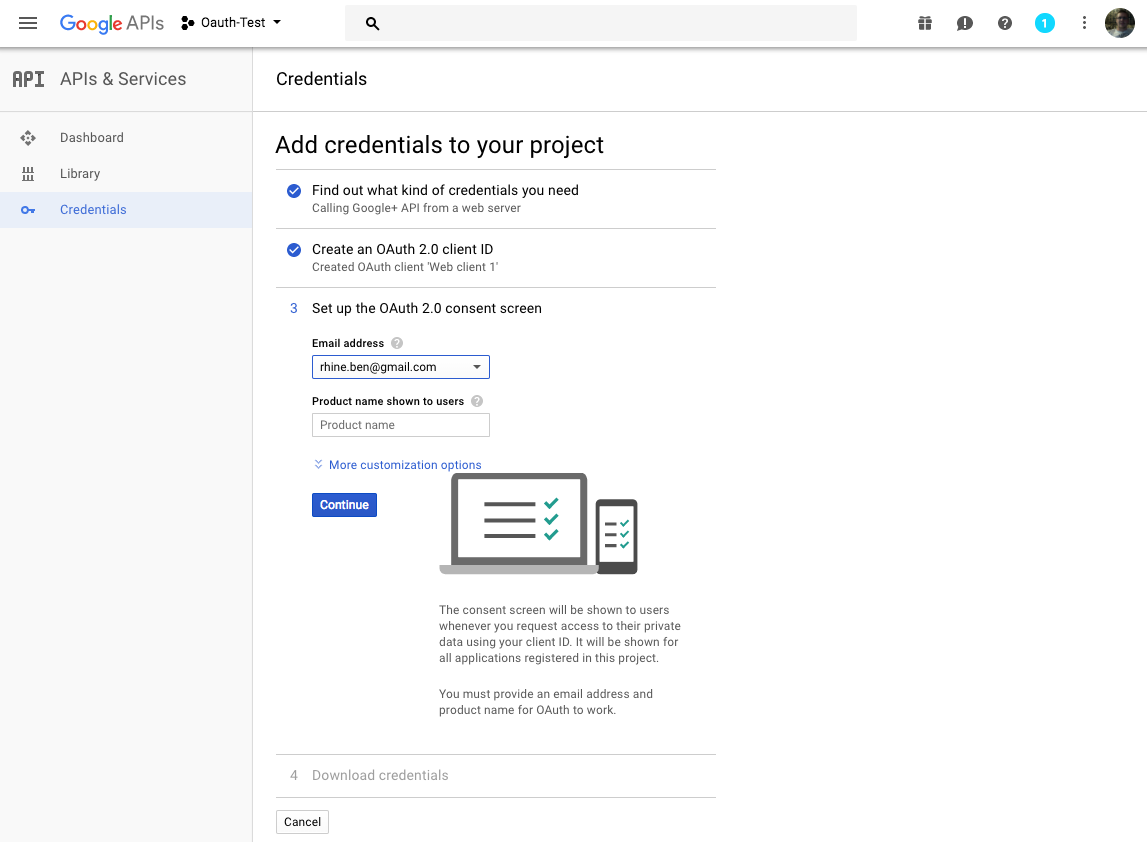 Google APIs
Oauth-Test
1
API APIs & Services
Credentials
Dashboard
Library
Credentials
Add credentials to your project
Find out what kind of credentials you need
Calling Google+ API from a web server
Create an OAuth 2.0 client ID
Created OAuth client 'Web client 1'
3 Set up the OAuth 2.0 consent screen
Email address ?
rhine.ben@gmail.com
Product name shown to users ?
Product name
More customization options
Continue
The consent screen will be shown to users
whenever you request access to their private
data using your client ID. It will be shown for
all applications registered in this project.
You must provide an email address and
product name for OAuth to work.
4 Download credentials
Cancel